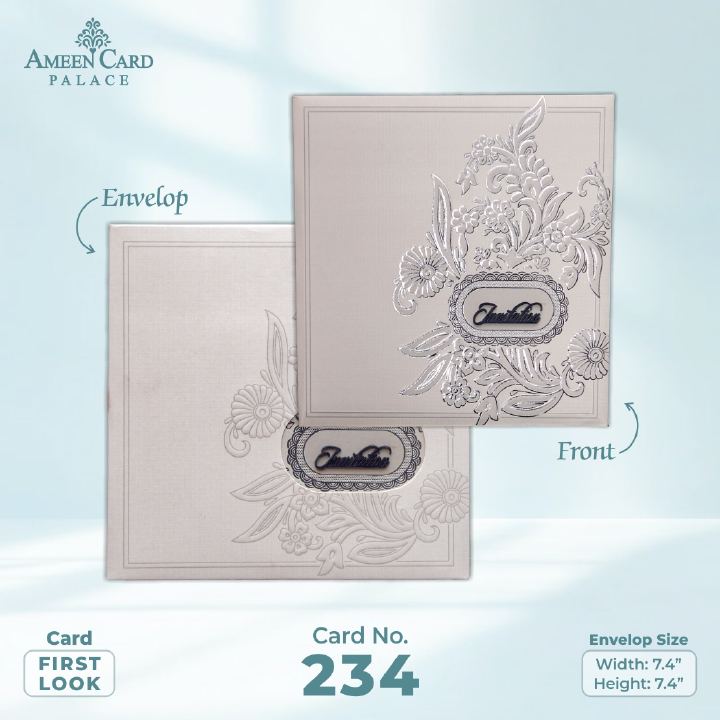 AMEEN CARD
PALACE
Envelop
Invitation
Invitation
Front
Card
FIRST
LOOK
Card No.
234
Envelop Size
Width: 7.4”
Height: 7.4”